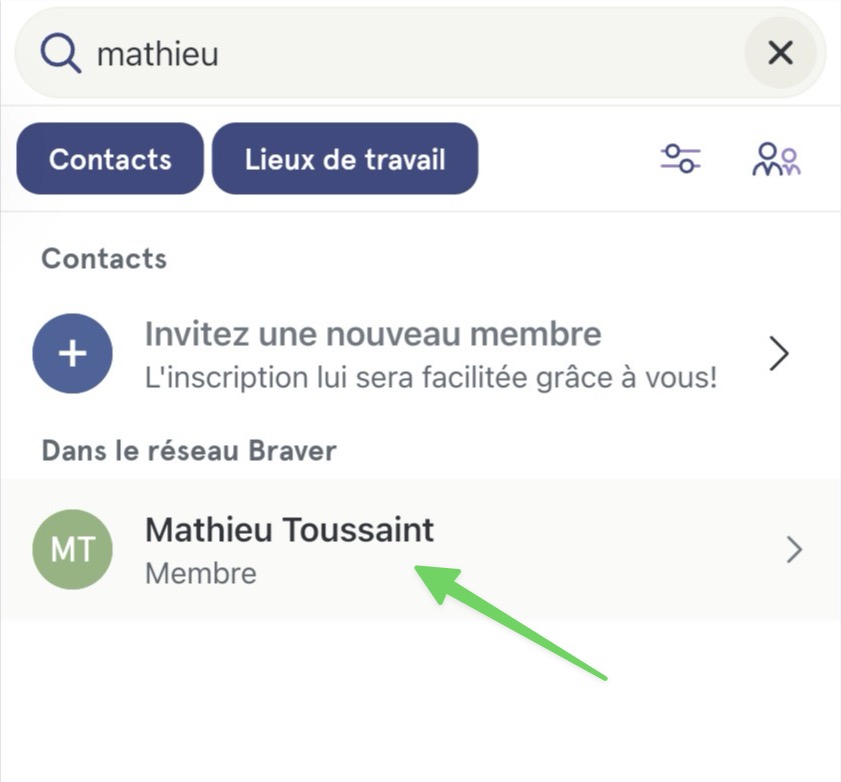 mathieu
Contacts
Lieux de travail
Contacts
Invitez une nouveau membre
L'inscription lui sera facilitée grâce à vous!
Dans le réseau Braver
MT
Mathieu Toussaint
Membre